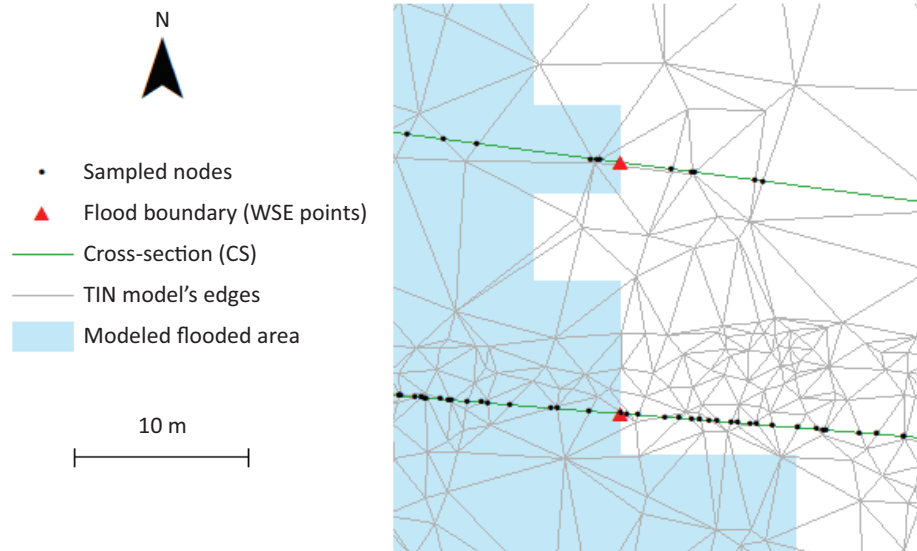 N
Sampled nodes
Flood boundary (WSE points)
Cross-section (CS)
TIN model’s edges
Modeled flooded area
10 m